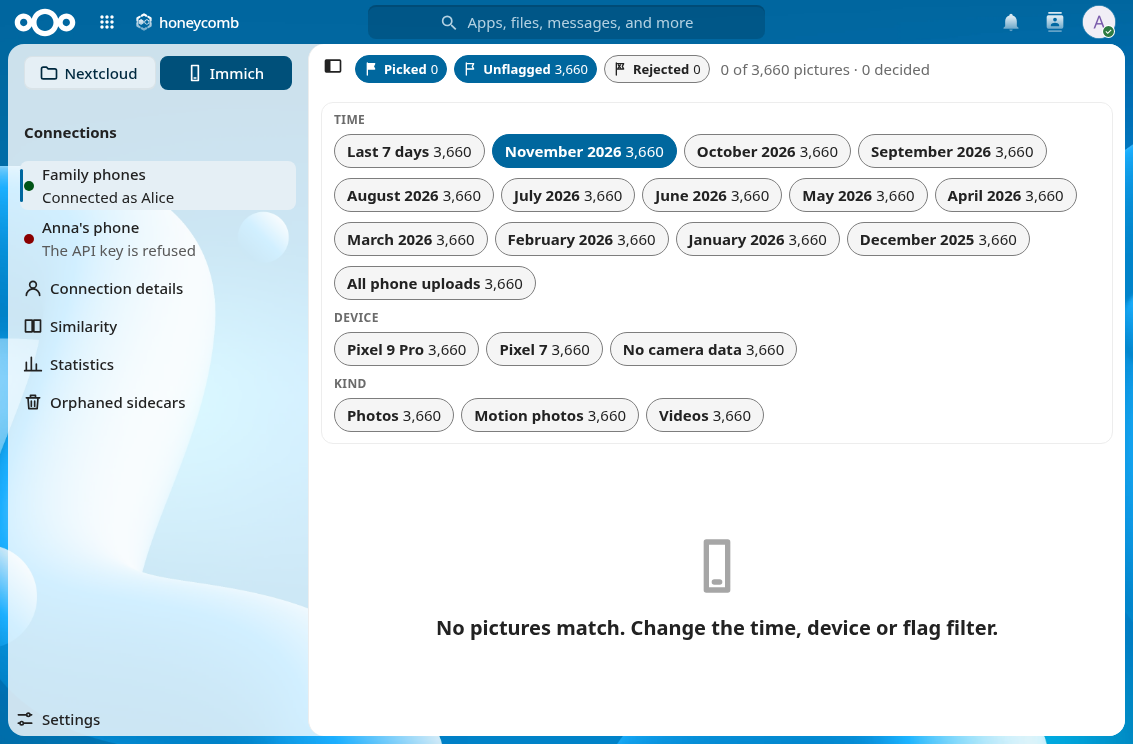 honeycomb
Apps, files, messages, and more
A
Nextcloud
Immich
Connections
Family phones
Connected as Alice
Anna's phone
The API key is refused
Connection details
Similarity
Statistics
Orphaned sidecars
Settings
Picked 0 Unflagged 3,660 Rejected 0 0 of 3,660 pictures · 0 decided
TIME
Last 7 days 3,660 November 2026 3,660 October 2026 3,660 September 2026 3,660
August 2026 3,660 July 2026 3,660 June 2026 3,660 May 2026 3,660 April 2026 3,660
March 2026 3,660 February 2026 3,660 January 2026 3,660 December 2025 3,660
All phone uploads 3,660
DEVICE
Pixel 9 Pro 3,660 Pixel 7 3,660 No camera data 3,660
KIND
Photos 3,660 Motion photos 3,660 Videos 3,660
No pictures match. Change the time, device or flag filter.